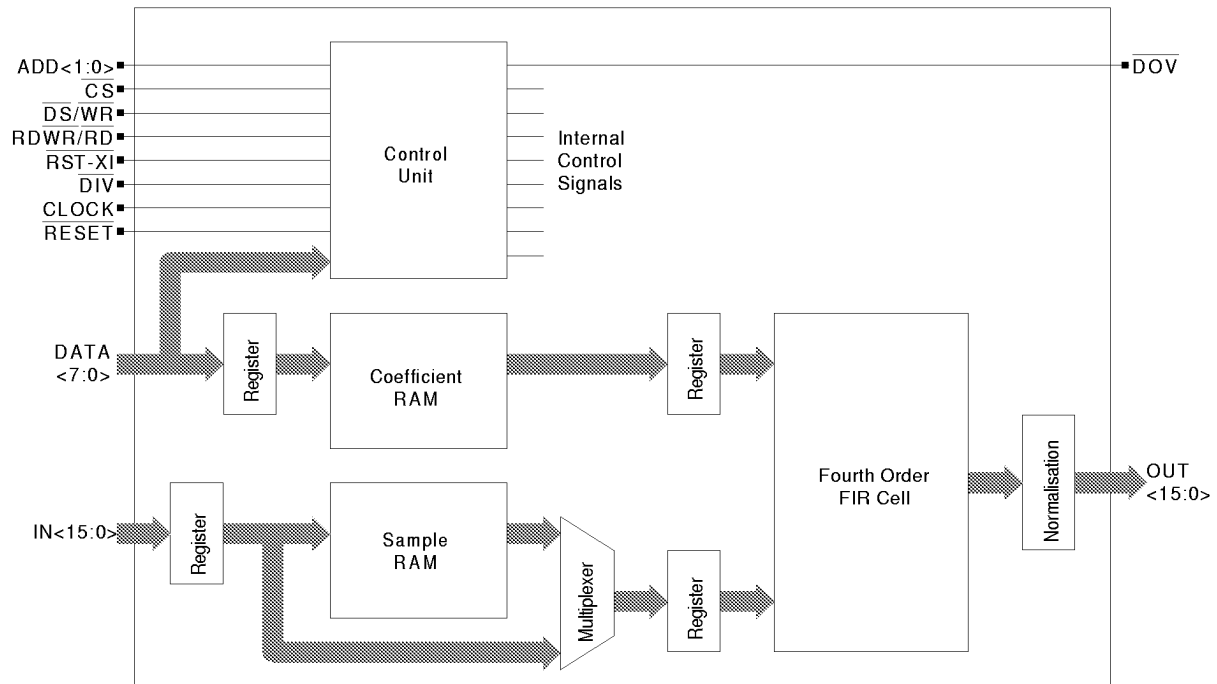 ADD<1:0>
CS
DS/WR
RDWR/RD
RST-XI
DIV
CLOCK
RESET
Control
Unit
Internal
Control
Signals
DOV
DATA
<7:0>
Register
Coefficient
RAM
Register
Fourth Order
FIR Cell
Normalisation
OUT
<15:0>
IN<15:0>
Register
Sample
RAM
Multiplexer
Register